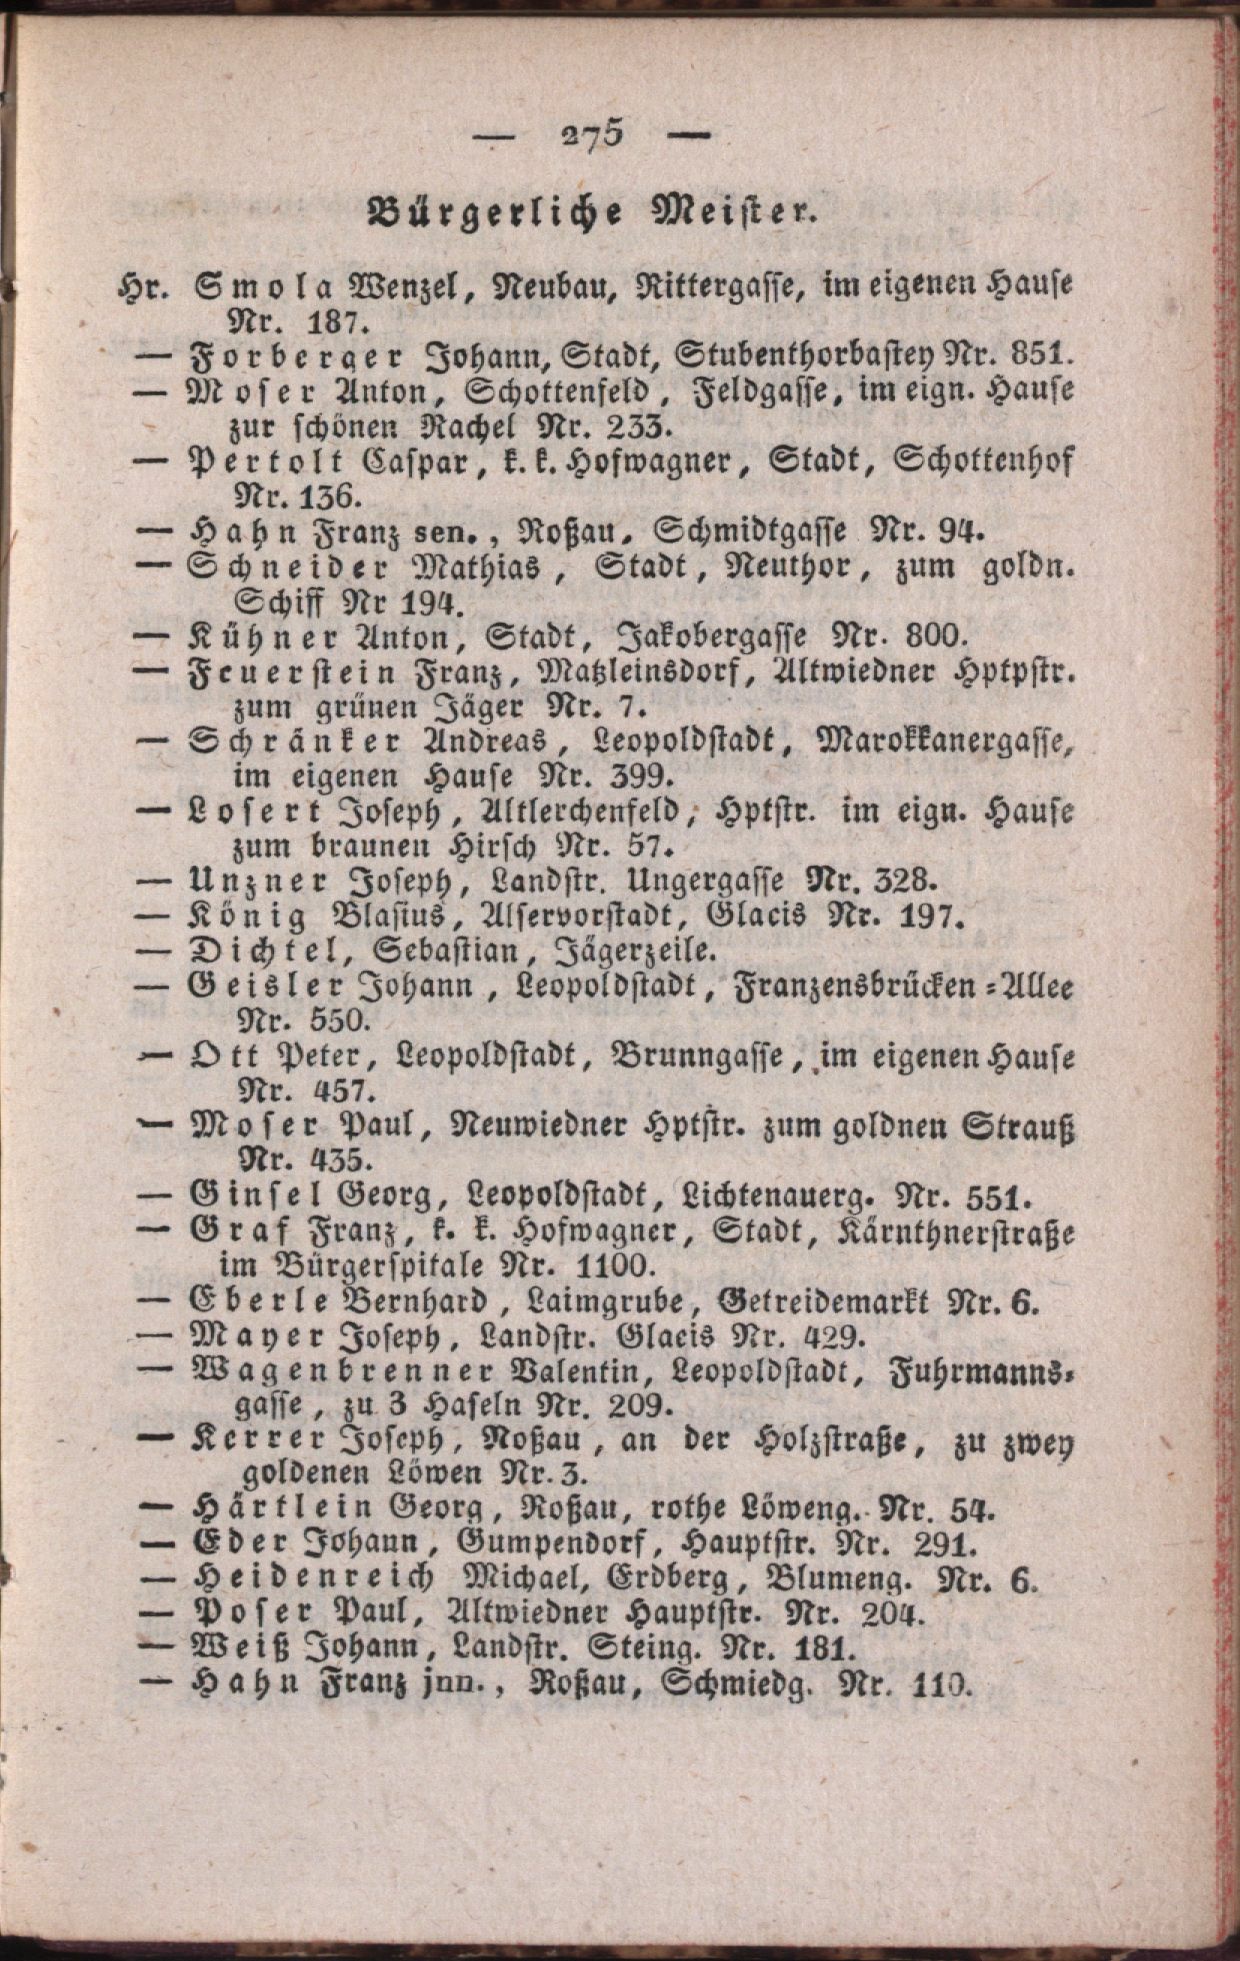 — 275 —
Bürgerliche Meister.
Hr. Smola Wenzel, Neubau, Rittergasse, im eigenen Hause
Nr. 187.
— Forberger Johann, Stadt, Stubenthorbastey Nr. 851.
— Moser Anton, Schottenfeld, Feldgasse, im eign. Hause
zur schönen Rachel Nr. 233.
— Pertolt Caspar, k. k. Hofwagner, Stadt, Schottenhof
Nr. 136.
— Hahn Franz sen., Roßau, Schmidtgasse Nr. 94.
— Schneider Mathias, Stadt, Neuthor, zum goldn.
Schiff Nr 194.
— Kühner Anton, Stadt, Jakobergasse Nr. 800.
— Feuerstein Franz, Matzleinsdorf, Altwiedner Hptpstr.
zum grünen Jäger Nr. 7.
— Schränker Andreas, Leopoldstadt, Marokkanergasse,
im eigenen Hause Nr. 399.
— Losert Joseph, Altlerchenfeld, Hptstr. im eign. Hause
zum braunen Hirsch Nr. 57.
— Unzner Joseph, Landstr. Ungergasse Nr. 328.
— König Blasius, Alservorstadt, Glacis Nr. 197.
— Dichtel, Sebastian, Jägerzeile.
— Geisler Johann, Leopoldstadt, Franzensbrücken-Allee
Nr. 550.
— Ott Peter, Leopoldstadt, Brunngasse, im eigenen Hause
Nr. 457.
— Moser Paul, Neuwiedner Hptstr. zum goldnen Strauß
Nr. 435.
— Ginsel Georg, Leopoldstadt, Lichtenauerg. Nr. 551.
— Graf Franz, k. k. Hofwagner, Stadt, Kärnthnerstraße
im Bürgerspitale Nr. 1100.
— Eberle Bernhard, Laimgrube, Getreidemarkt Nr. 6.
— Mayer Joseph, Landstr. Glacis Nr. 429.
— Wagenbrenner Valentin, Leopoldstadt, Fuhrmanns-
gasse, zu 3 Haseln Nr. 209.
— Kerrer Joseph, Roßau, an der Holzstraße, zu zwey
goldenen Löwen Nr. 3.
— Härtlein Georg, Roßau, rothe Löweng. Nr. 54.
— Eder Johann, Gumpendorf, Hauptstr. Nr. 291.
— Heidenreich Michael, Erdberg, Blumeng. Nr. 6.
— Poser Paul, Altwiedner Hauptstr. Nr. 204.
— Weiß Johann, Landstr. Steing. Nr. 181.
— Hahn Franz jun., Roßau, Schmiedg. Nr. 110.